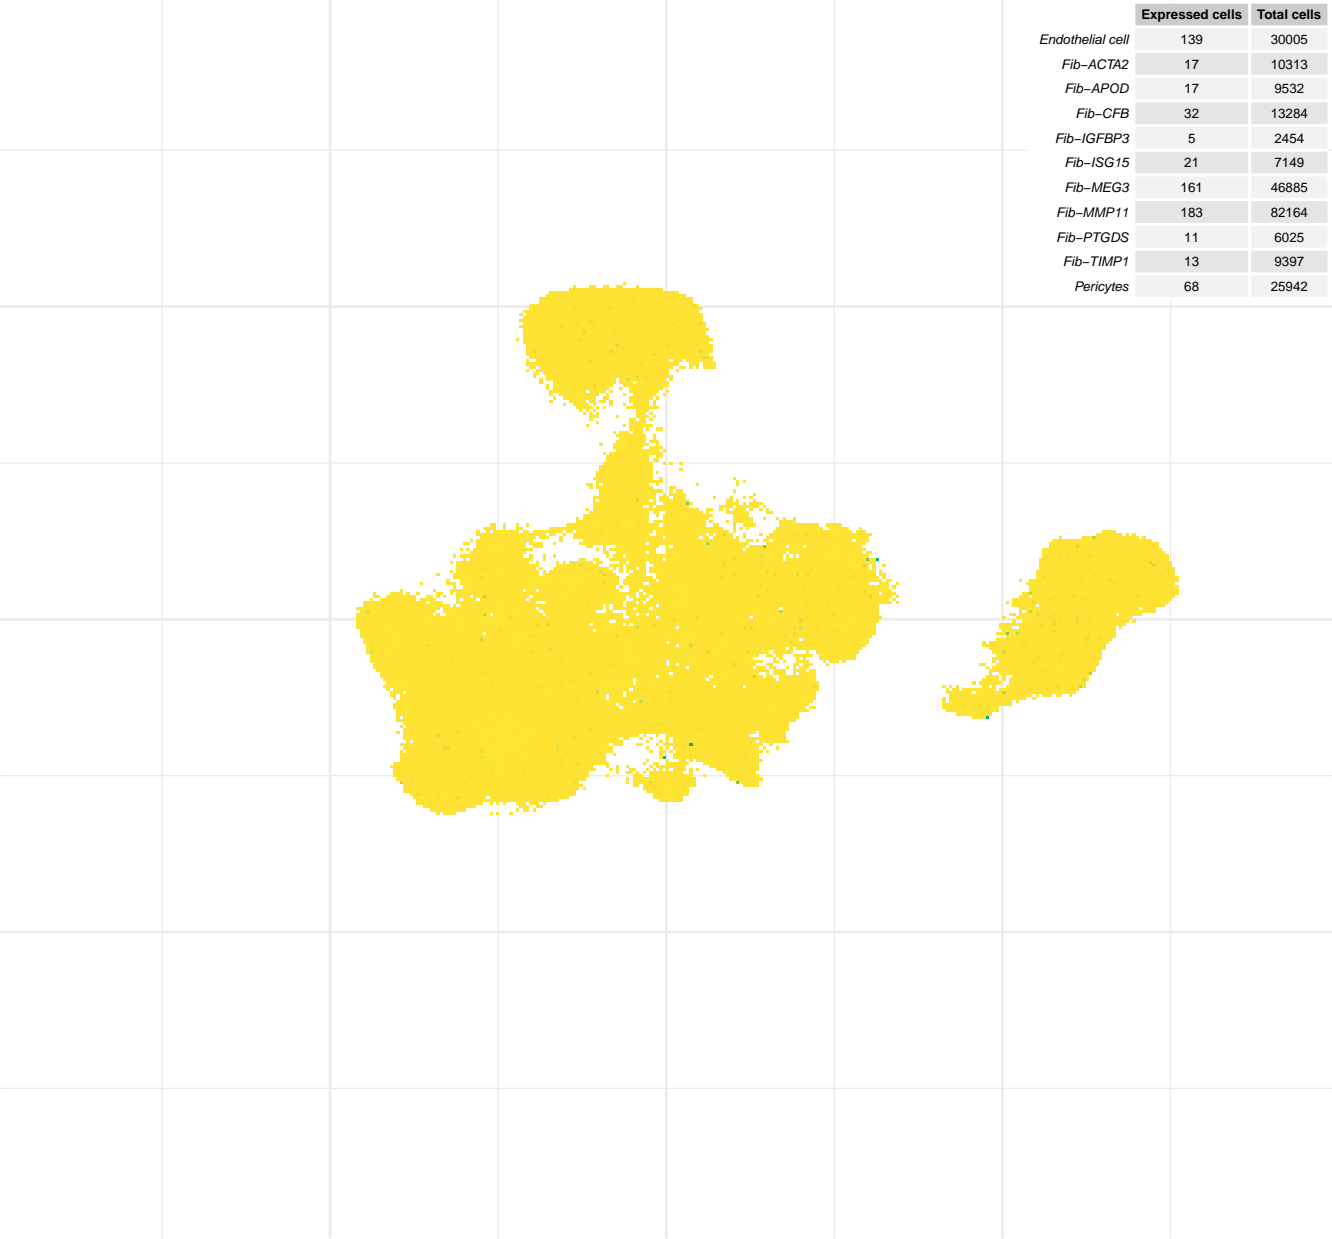 Expressed cells Total cells
Endothelial cell 139 30005
Fib−ACTA2 17 10313
Fib−APOD 17 9532
Fib−CFB 32 13284
Fib−IGFBP3 5 2454
Fib−ISG15 21 7149
Fib−MEG3 161 46885
Fib−MMP11 183 82164
Fib−PTGDS 11 6025
Fib−TIMP1 13 9397
Pericytes 68 25942